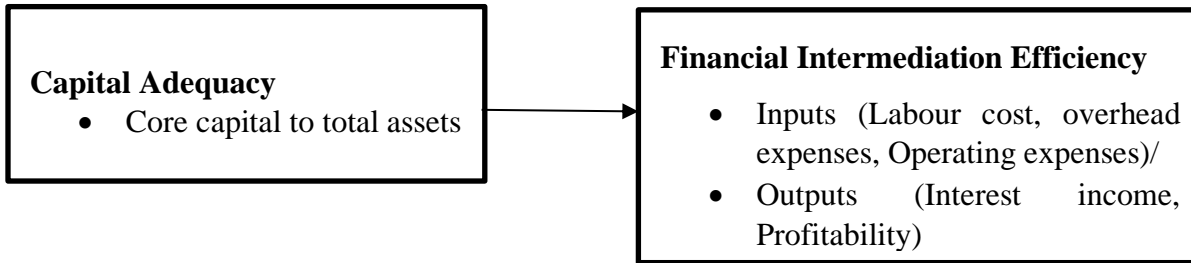 Capital Adequacy
• Core capital to total assets
Financial Intermediation Efficiency
• Inputs (Labour cost, overhead
expenses, Operating expenses)/
• Outputs (Interest income,
Profitability)